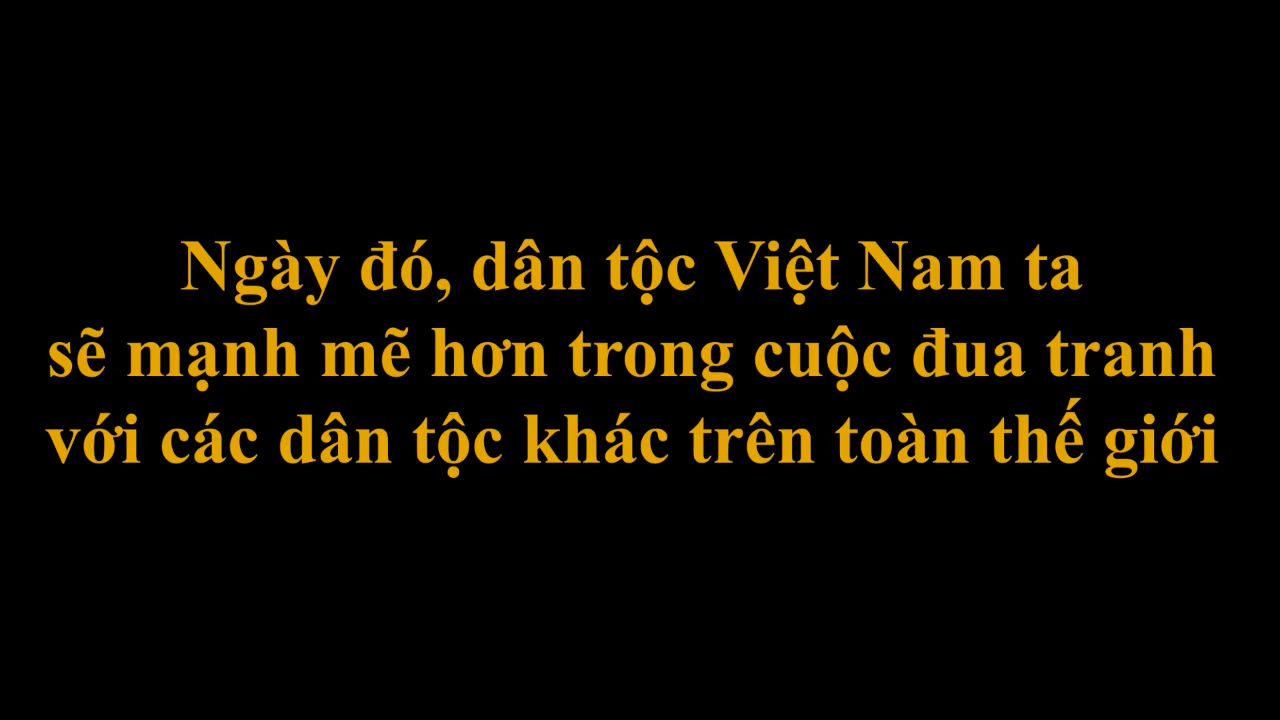 Ngày đó, dân tộc Việt Nam ta
sẽ mạnh mẽ hơn trong cuộc đua tranh
với các dân tộc khác trên toàn thế giới